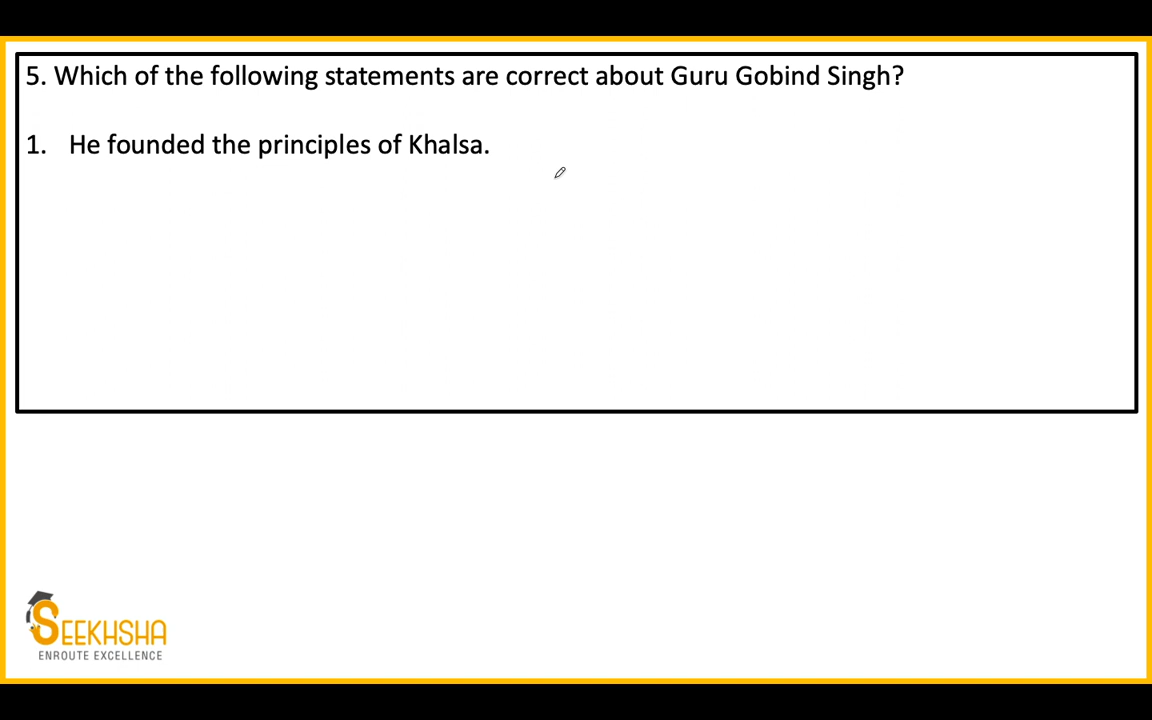 5. Which of the following statements are correct about Guru Gobind Singh?
1. He founded the principles of Khalsa.
SEEKHSHA
ENROUTE EXCELLENCE